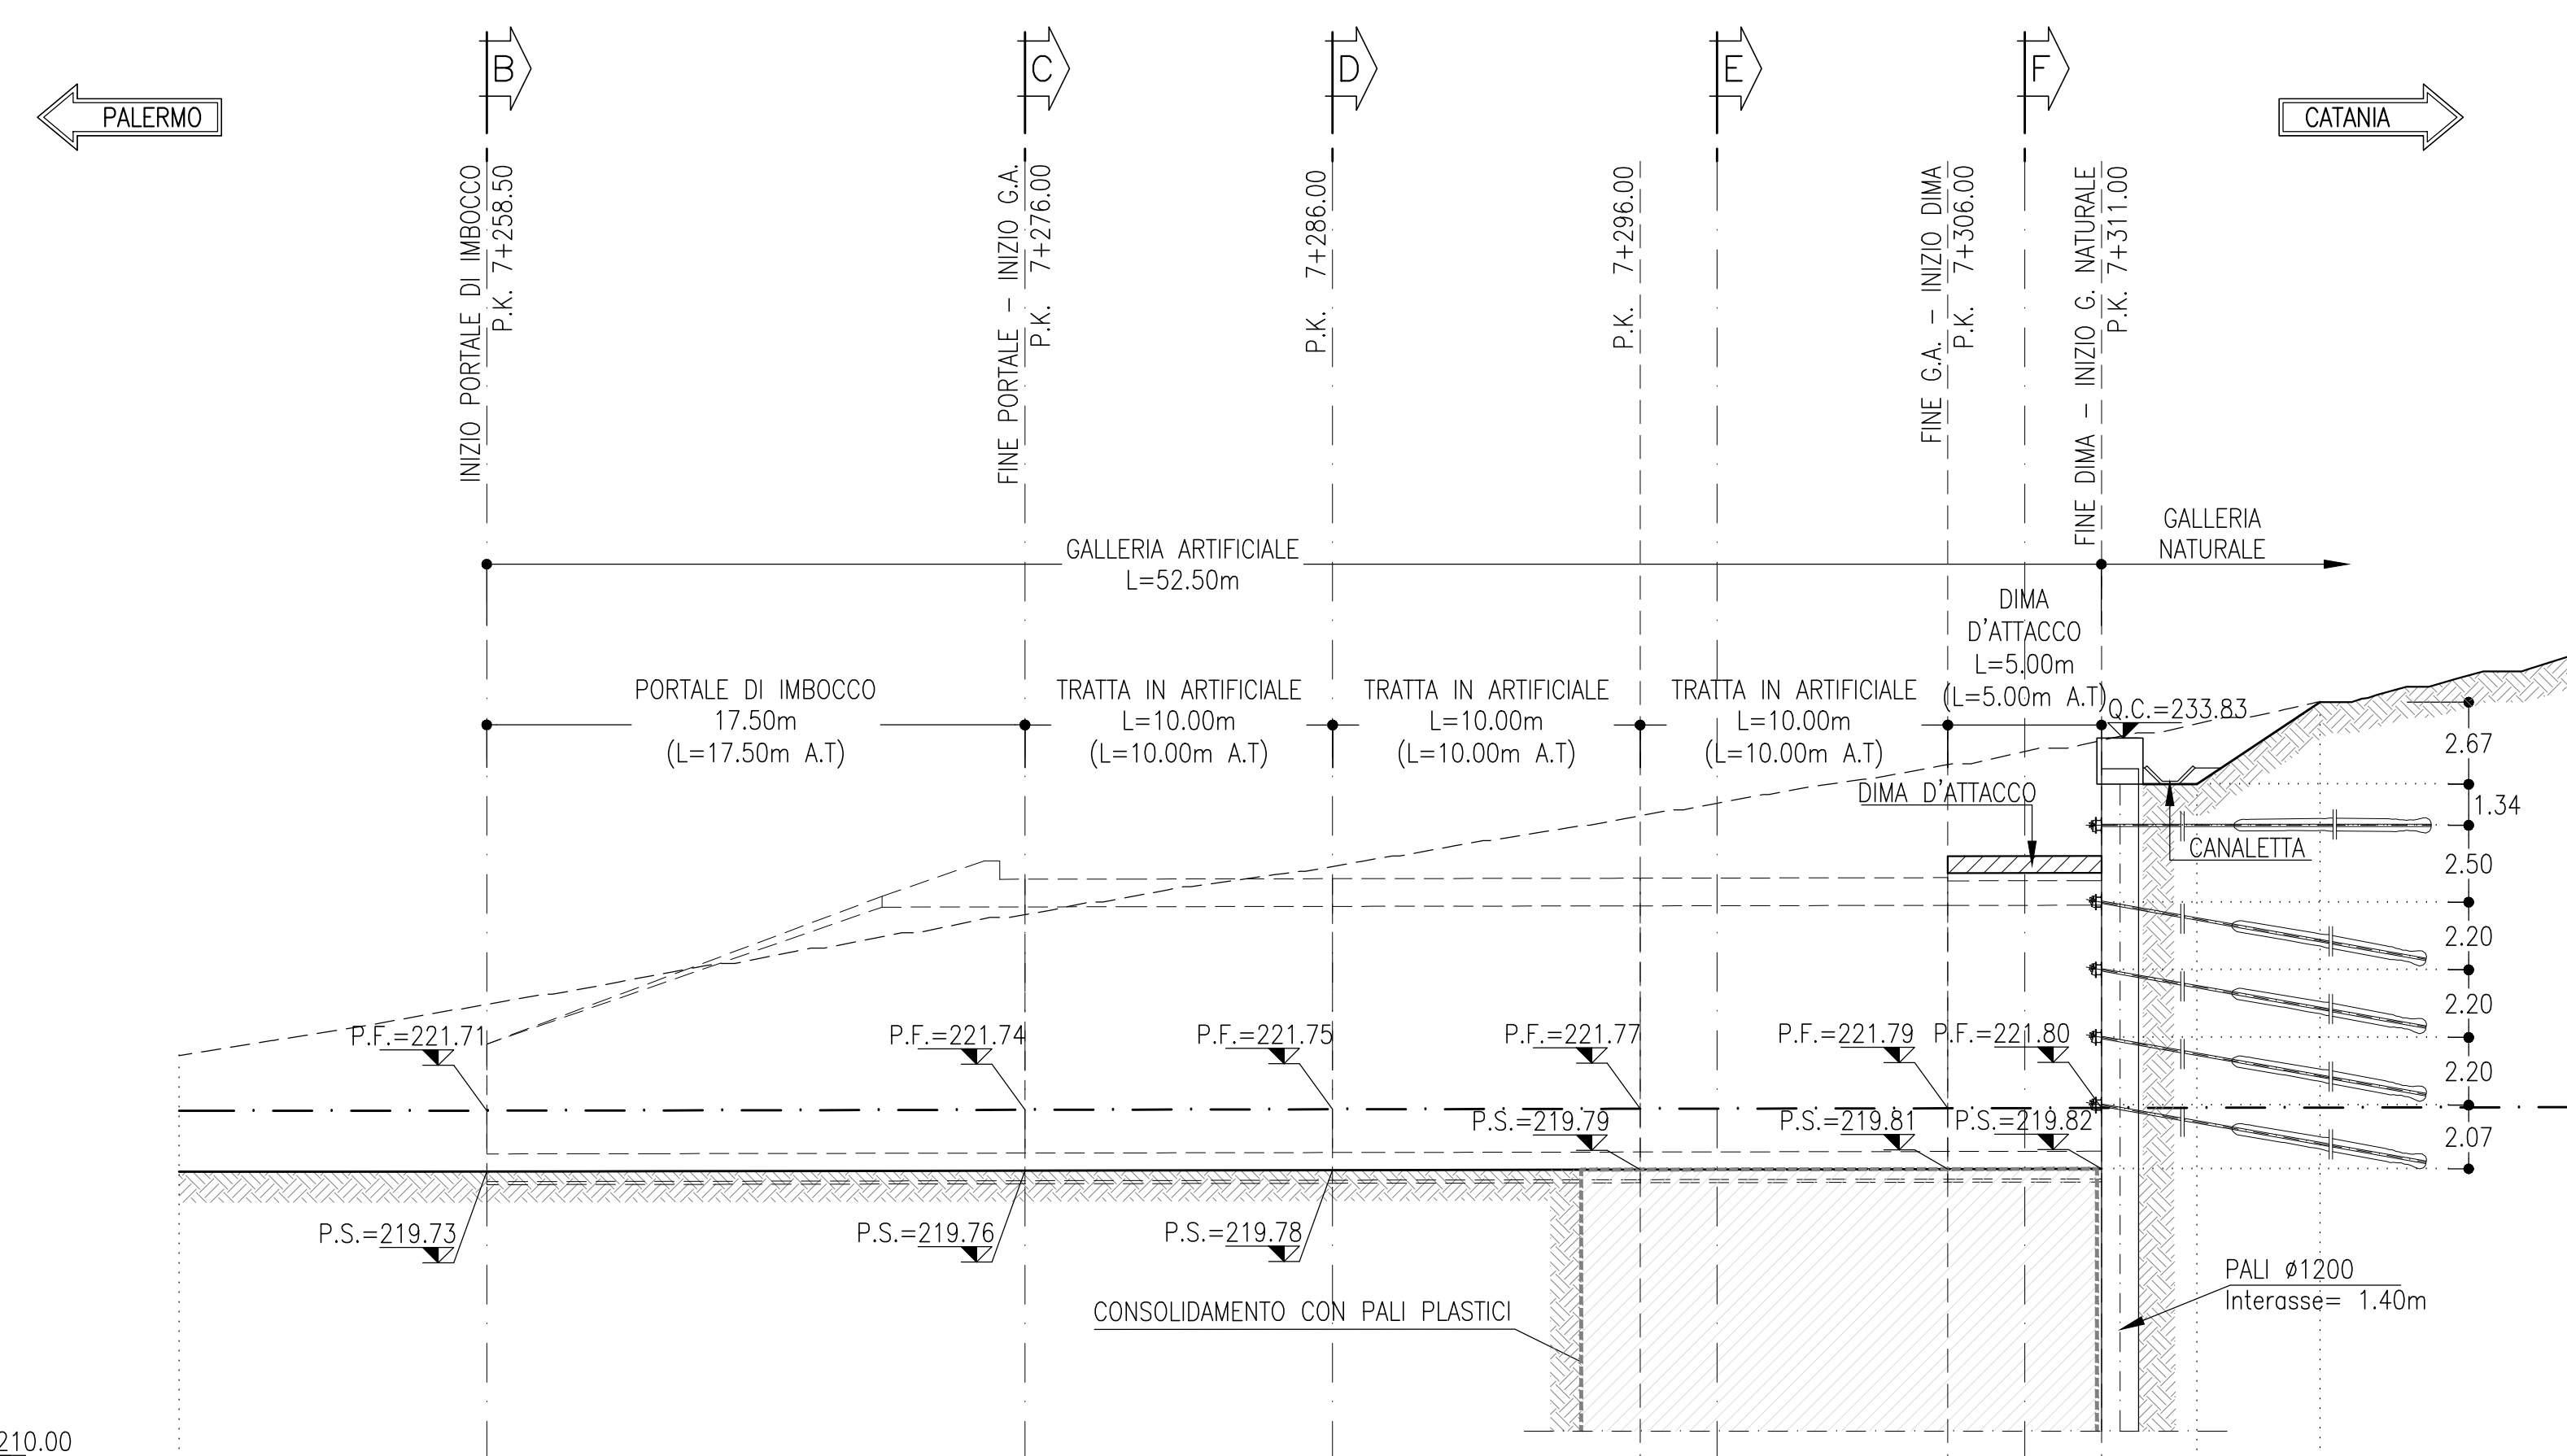 B
C
D
E
F
PALERMO
CATANIA
INIZIO PORTALE DI IMBOCCO
P.K. 7+258.50
FINE PORTALE - INIZIO G.A.
P.K. 7+276.00
P.K. 7+286.00
P.K. 7+296.00
FINE G.A. - INIZIO DIMA
P.K. 7+306.00
FINE DIMA - INIZIO G. NATURALE
P.K. 7+311.00
GALLERIA ARTIFICIALE
L=52.50m
GALLERIA
NATURALE
PORTALE DI IMBOCCO
17.50m
(L=17.50m A.T)
TRATTA IN ARTIFICIALE
L=10.00m
(L=10.00m A.T)
TRATTA IN ARTIFICIALE
L=10.00m
(L=10.00m A.T)
TRATTA IN ARTIFICIALE
L=10.00m
(L=10.00m A.T)
DIMA
D'ATTACCO
L=5.00m
(L=5.00m A.T)
Q.C.=233.83
DIMA D'ATTACCO
CANALETTA
2.67
1.34
2.50
2.20
2.20
2.20
2.07
P.F.=221.71
P.F.=221.74
P.F.=221.75
P.F.=221.77
P.F.=221.79
P.F.=221.80
P.S.=219.79
P.S.=219.81
P.S.=219.82
P.S.=219.73
P.S.=219.76
P.S.=219.78
CONSOLIDAMENTO CON PALI PLASTICI
PALI ø1200
Interasse= 1.40m
210.00